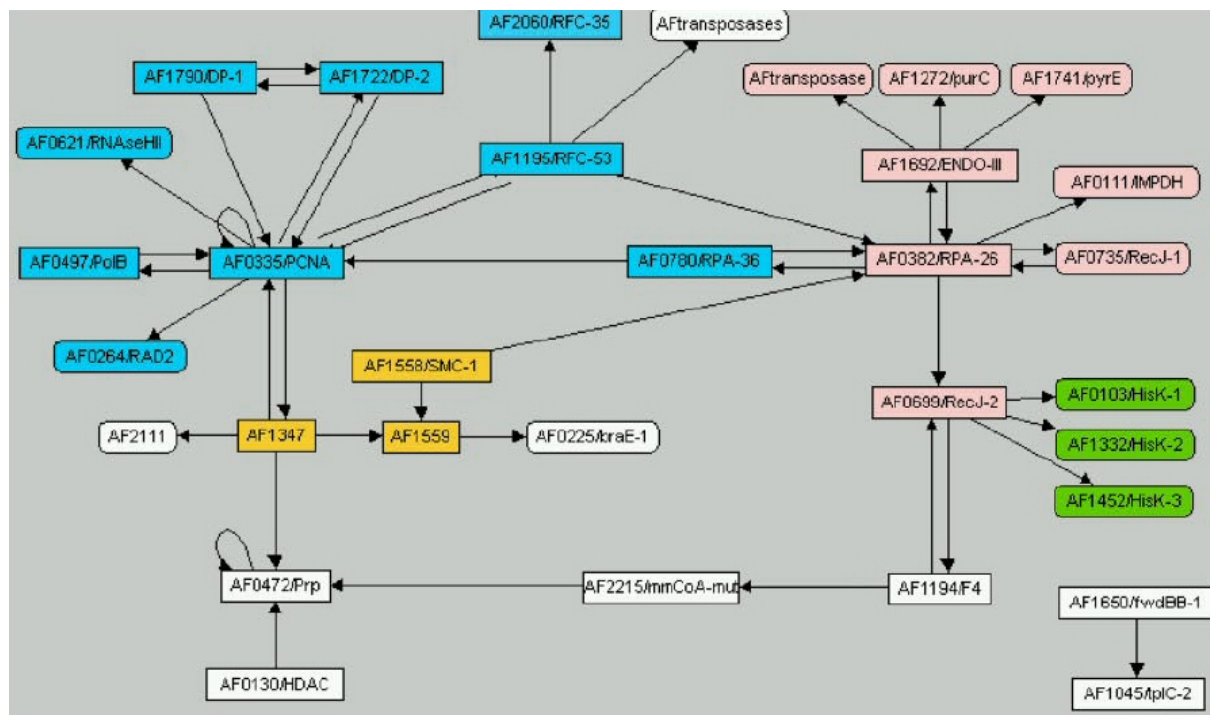 AF2060/RFC-35
AFtransposases
AF1790/DP-1
AF1722/DP-2
AFtransposase
AF1272/purC
AF1741/pyrE
AF0621/RNAseHII
AF1195/RFC-53
AF1692/ENDO-III
AF0111/IMPDH
AF0497/PolB
AF0335/PCNA
AF0780/RPA-36
AF0382/RPA-26
AF0735/RecJ-1
AF0264/RAD2
AF1558/SMC-1
AF0699/RecJ-2
AF0103/HisK-1
AF2111
AF1347
AF1559
AF0225/braE-1
AF1332/HisK-2
AF1452/HisK-3
AF0472/Prp
AF2215/mmCoA-mut
AF1194/F4
AF1650/fwdBB-1
AF0130/HDAC
AF1045/tplC-2